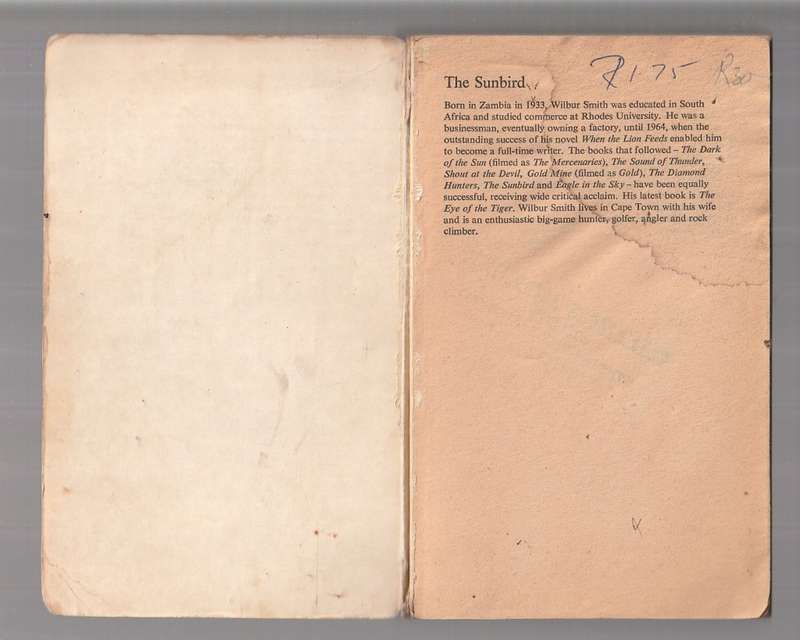 R1.75 R30
The Sunbird
Born in Zambia in 1933, Wilbur Smith was educated in South
Africa and studied commerce at Rhodes University. He was a
businessman, eventually owning a factory, until 1964, when the
outstanding success of his novel When the Lion Feeds enabled him
to become a full-time writer. The books that followed – The Dark
of the Sun (filmed as The Mercenaries), The Sound of Thunder,
Shout at the Devil, Gold Mine (filmed as Gold), The Diamond
Hunters, The Sunbird and Eagle in the Sky – have been equally
successful, receiving wide critical acclaim. His latest book is The
Eye of the Tiger. Wilbur Smith lives in Cape Town with his wife
and is an enthusiastic big-game hunter, golfer, angler and rock
climber.